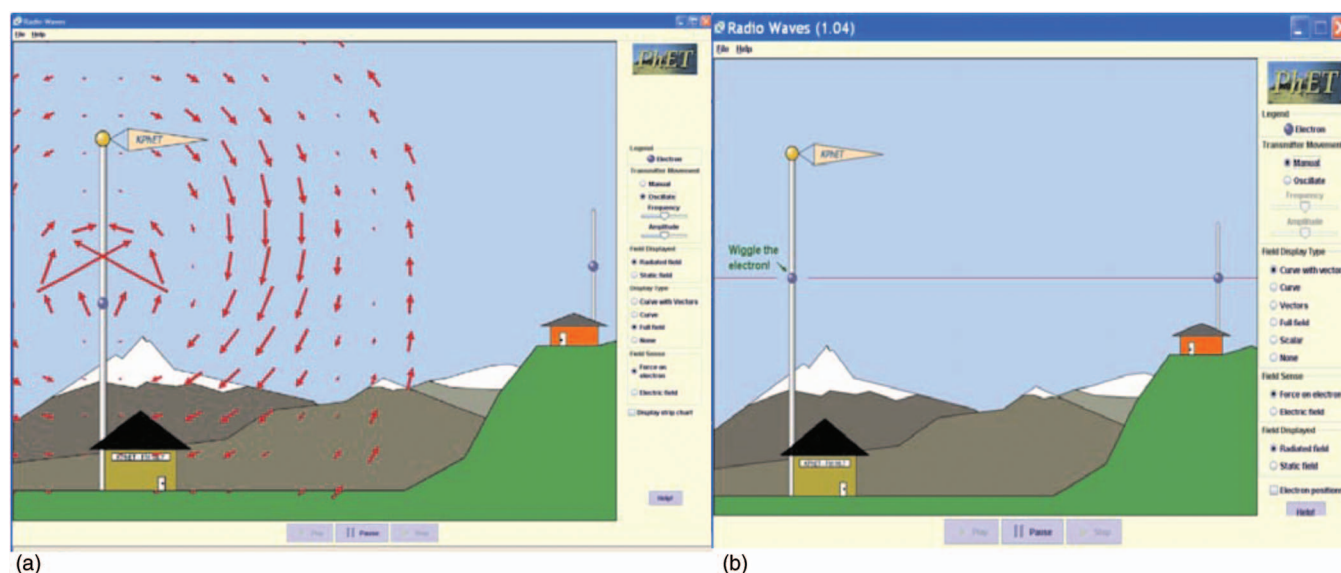 Radio Waves
File Help
PhET
KPhET
Legend
Electron
Transmitter Movement
Manual
Oscillate
Frequency
Amplitude
Field Displayed
Radiated field
Static field
Display Type
Curve with Vectors
Curve
Full field
None
Field Sense
Force on
electron
Electric field
Display strip chart
Help!
Play
Pause
Step
(a)
Radio Waves (1.04)
File Help
PhET
KPhET
Wiggle the
electron!
Legend
Electron
Transmitter Movement
Manual
Oscillate
Frequency
Amplitude
Field Display Type
Curve with vector
Curve
Vectors
Full field
Scalar
None
Field Sense
Force on electron
Electric field
Field Displayed
Radiated field
Static field
Electron position
Help!
Play
Pause
Step
(b)